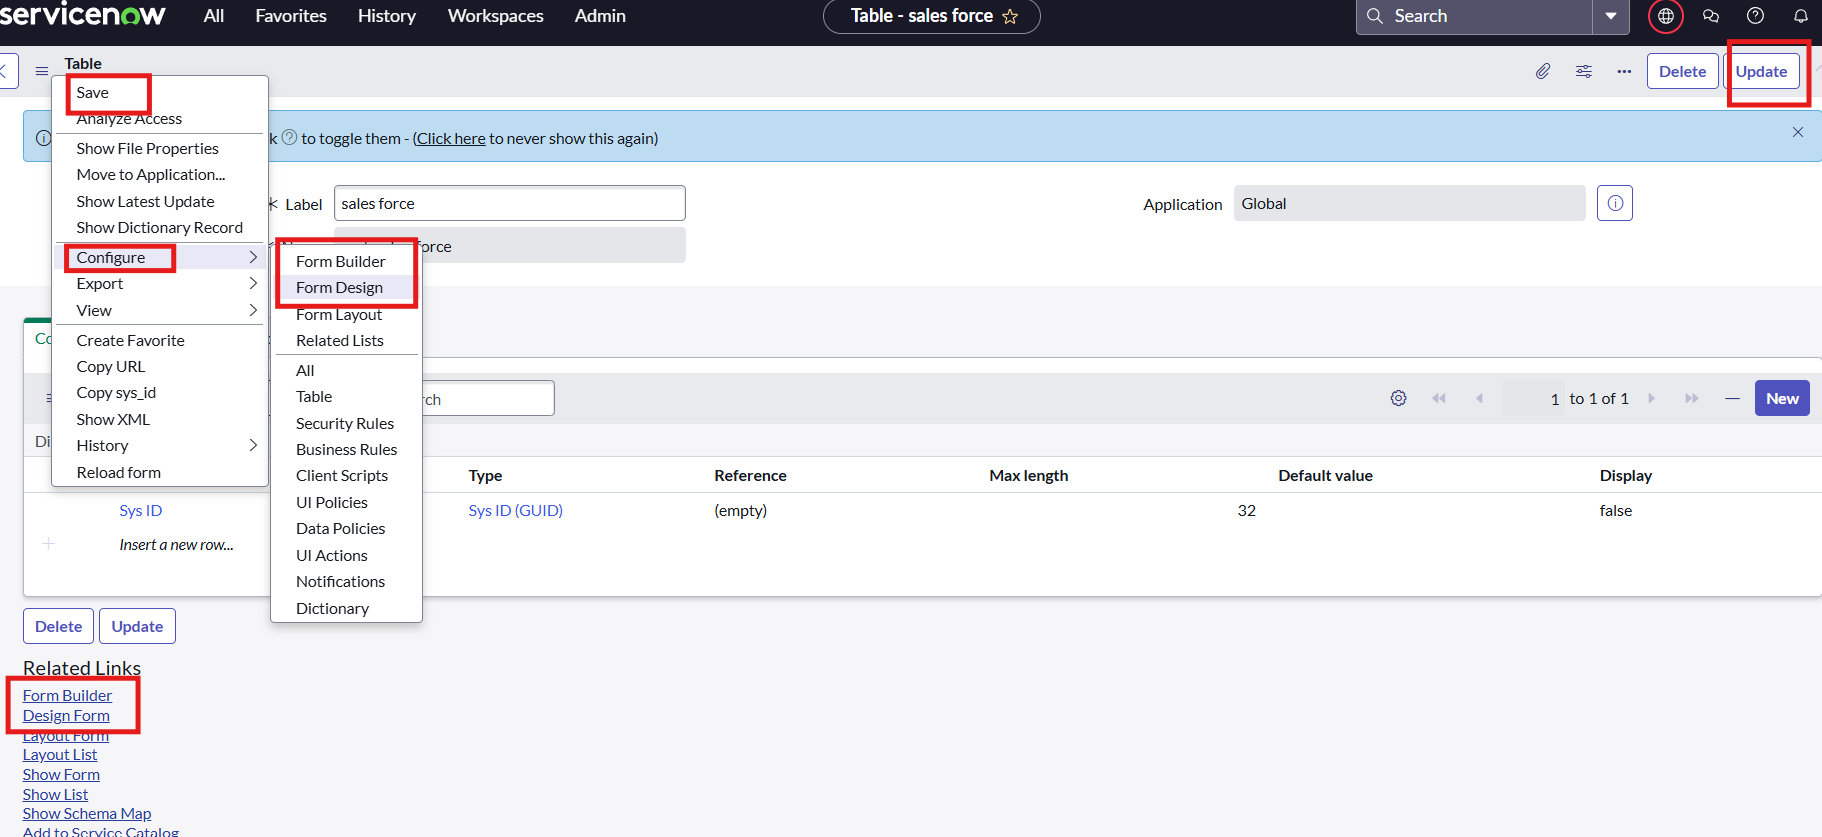 servicenow All Favorites History Workspaces Admin Table - sales force Search
Table Delete Update
Save
Analyze Access
k to toggle them - (Click here to never show this again)
Show File Properties
Move to Application...
Show Latest Update
Show Dictionary Record
Label sales force Application Global
force
Configure
Export
View
Create Favorite
Copy URL
Copy sys_id
Show XML
History
Reload form
Form Builder
Form Design
Form Layout
Related Lists
All
Table
Security Rules
Business Rules
Client Scripts
UI Policies
Data Policies
UI Actions
Notifications
Dictionary
Co
rch 1 to 1 of 1 New
Di
Type Reference Max length Default value Display
Sys ID Sys ID (GUID) (empty) 32 false
Insert a new row...
Delete Update
Related Links
Form Builder
Design Form
Layout Form
Layout List
Show Form
Show List
Show Schema Map
Add to Service Catalog